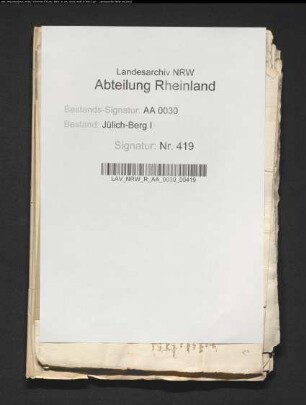 Landesarchiv NRW
Abteilung Rheinland
Bestands-Signatur: AA 0030
Bestand: Jülich-Berg I
Signatur: Nr. 419
LAV_NRW_R_AA_0030_00419